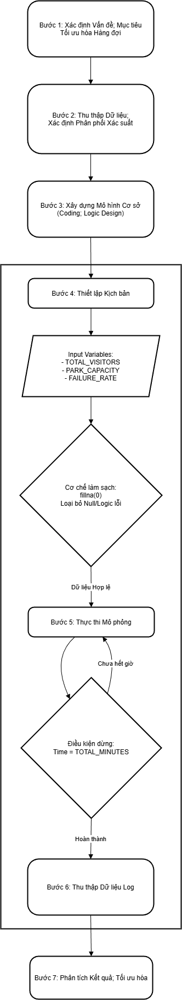 Bước 1: Xác định Vấn đề; Mục tiêu
Tối ưu hóa Hàng đợi
Bước 2: Thu thập Dữ liệu;
Xác định Phân phối Xác suất
Bước 3: Xây dựng Mô hình Cơ sở
(Coding; Logic Design)
Bước 4: Thiết lập Kịch bản
Input Variables:
- TOTAL_VISITORS
- PARK_CAPACITY
- FAILURE_RATE
Cơ chế làm sạch:
fillna(0)
Loại bỏ Null/Logic lỗi
Dữ liệu Hợp lệ
Bước 5: Thực thi Mô phỏng
Chưa hết giờ
Điều kiện dừng:
Time = TOTAL_MINUTES
Hoàn thành
Bước 6: Thu thập Dữ liệu Log
Bước 7: Phân tích Kết quả; Tối ưu hóa